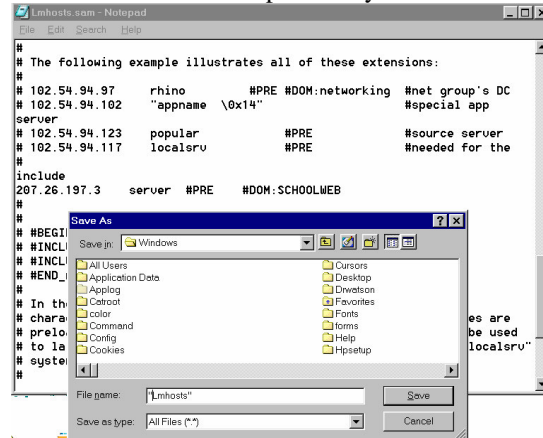 Lmhosts.sam - Notepad
File Edit Search Help
#
# The following example illustrates all of these extensions:
#
# 102.54.94.97 rhino #PRE #DOM:networking #net group's DC
# 102.54.94.102 "appname \0x14" #special app
server
# 102.54.94.123 popular #PRE #source server
# 102.54.94.117 localsrv #PRE #needed for the
#
include
207.26.197.3 server #PRE #DOM:SCHOOLWEB
#
#
# #BEGI
# #INCL
# #INCL
# #END_
#
# In th
# charac es are
# preloa be used
# to la localsrv"
# system
#
Save As
Save in: Windows
All Users
Application Data
Applog
Catroot
color
Command
Config
Cookies
Cursors
Desktop
Drwatson
Favorites
Fonts
forms
Help
Hpsetup
File name: "Lmhosts" Save
Save as type: All Files (*.*) Cancel